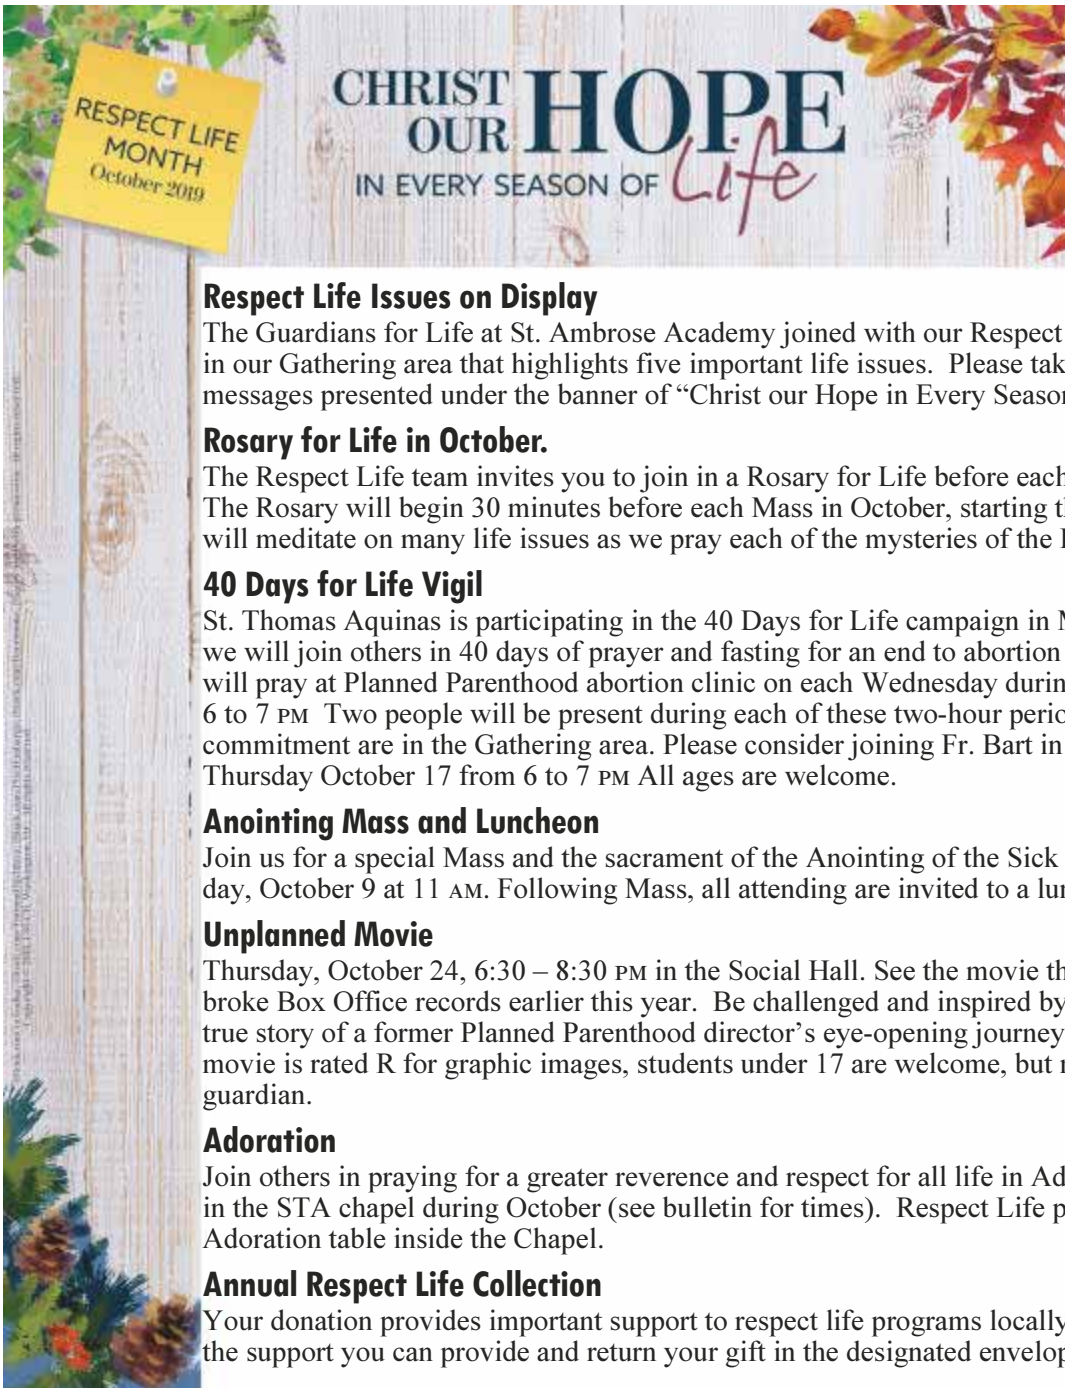 RESPECT LIFE
MONTH
October 2019
CHRIST
OUR HOPE
IN EVERY SEASON OF Life
Respect Life Issues on Display
The Guardians for Life at St. Ambrose Academy joined with our Respect
in our Gathering area that highlights five important life issues.  Please tak
messages presented under the banner of “Christ our Hope in Every Season
Rosary for Life in October.
The Respect Life team invites you to join in a Rosary for Life before each
The Rosary will begin 30 minutes before each Mass in October, starting th
will meditate on many life issues as we pray each of the mysteries of the
40 Days for Life Vigil
St. Thomas Aquinas is participating in the 40 Days for Life campaign in
we will join others in 40 days of prayer and fasting for an end to abortion
will pray at Planned Parenthood abortion clinic on each Wednesday durin
6 to 7 PM  Two people will be present during each of these two-hour perio
commitment are in the Gathering area. Please consider joining Fr. Bart in
Thursday October 17 from 6 to 7 PM All ages are welcome.
Anointing Mass and Luncheon
Join us for a special Mass and the sacrament of the Anointing of the Sick
day, October 9 at 11 AM. Following Mass, all attending are invited to a lun
Unplanned Movie
Thursday, October 24, 6:30 – 8:30 PM in the Social Hall. See the movie th
broke Box Office records earlier this year.  Be challenged and inspired by
true story of a former Planned Parenthood director’s eye-opening journey
movie is rated R for graphic images, students under 17 are welcome, but
guardian.
Adoration
Join others in praying for a greater reverence and respect for all life in Ad
in the STA chapel during October (see bulletin for times).  Respect Life p
Adoration table inside the Chapel.
Annual Respect Life Collection
Your donation provides important support to respect life programs locally
the support you can provide and return your gift in the designated envelop